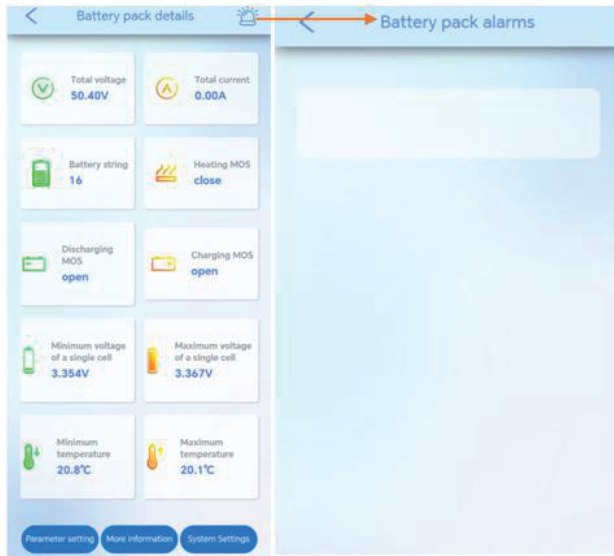 Battery pack details
Battery pack alarms
Total voltage
50.40V
Total current
0.00A
Battery string
16
Heating MOS
close
Discharging
MOS
open
Charging MOS
open
Minimum voltage
of a single cell
3.354V
Maximum voltage
of a single cell
3.367V
Minimum
temperature
20.8℃
Maximum
temperature
20.1℃
Parameter setting
More information
System Settings